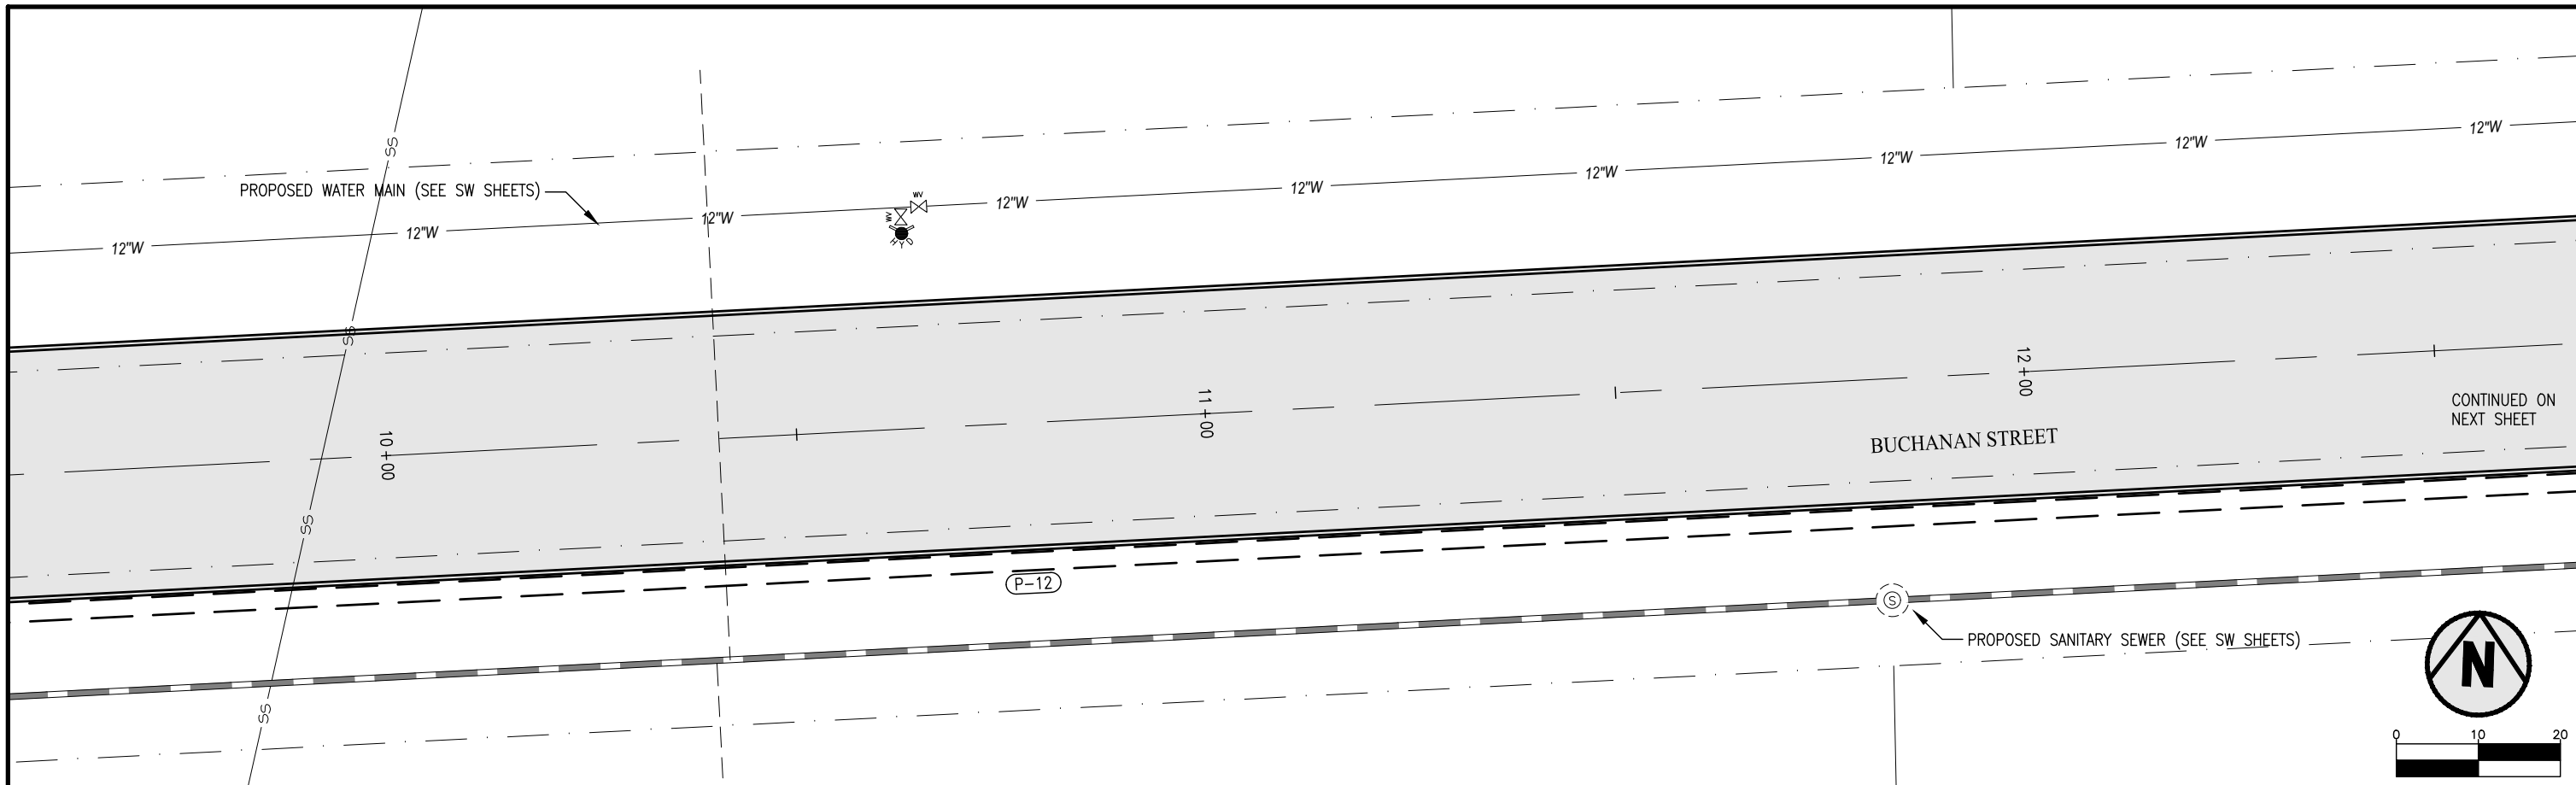 12"W
12"W
12"W
12"W
12"W
12"W
12"W
12"W
12"W
SS
PROPOSED WATER MAIN (SEE SW SHEETS)
WV
WV
HYD
SS
10+00
11+00
12+00
CONTINUED ON
NEXT SHEET
BUCHANAN STREET
SS
P-12
S
PROPOSED SANITARY SEWER (SEE SW SHEETS)
SS
N
0 10 20